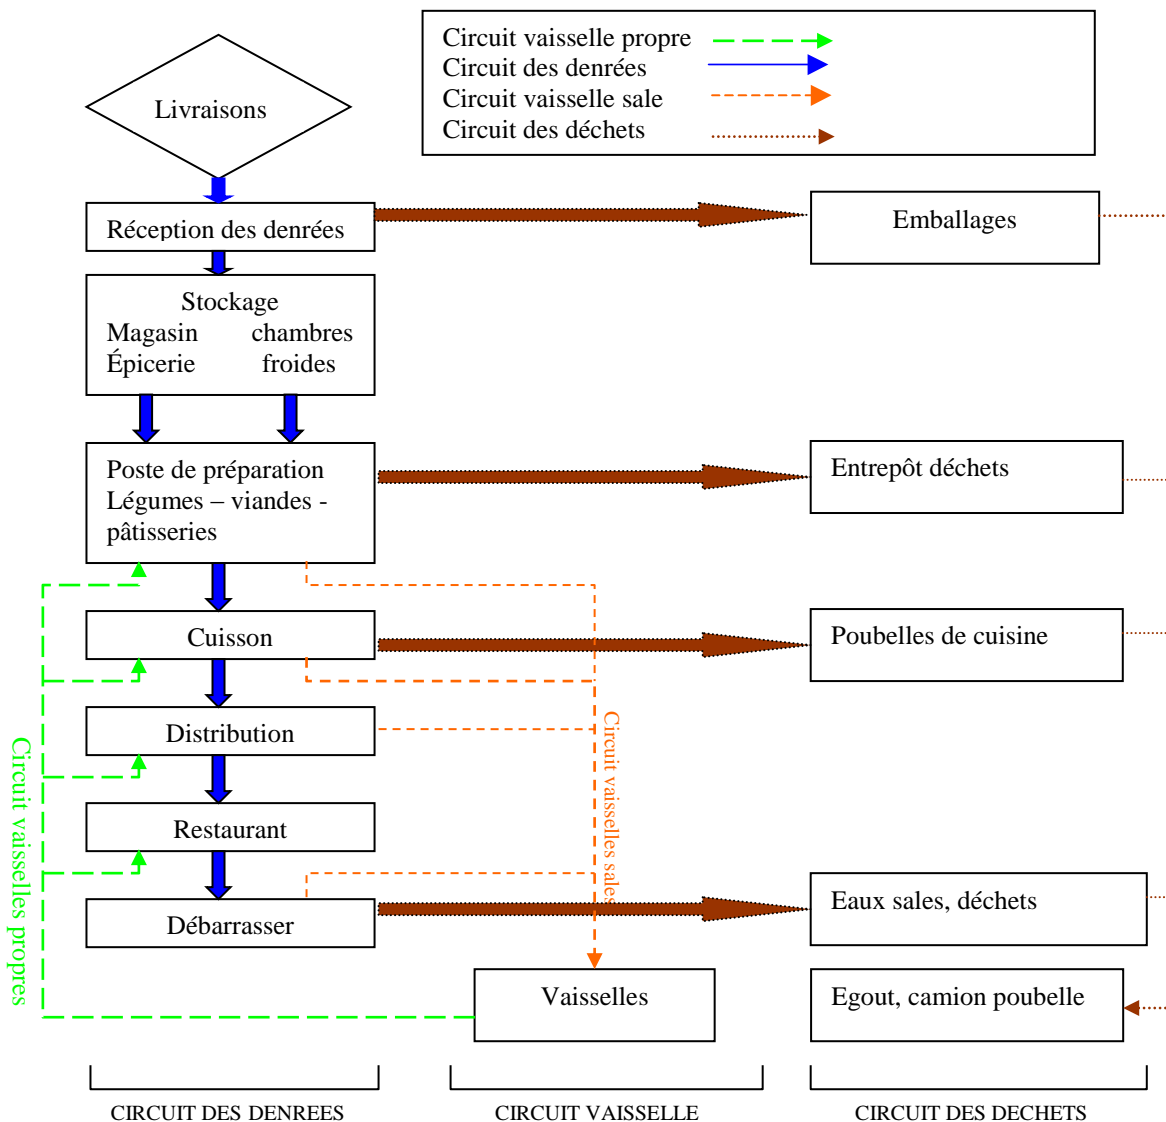 Circuit vaisselle propre
Circuit des denrées
Circuit vaisselle sale
Circuit des déchets
Livraisons
Réception des denrées
Emballages
Stockage
Magasin chambres
Épicerie froides
Poste de préparation
Légumes – viandes -
pâtisseries
Entrepôt déchets
Cuisson
Poubelles de cuisine
Distribution
Restaurant
Débarrasser
Eaux sales, déchets
Circuit vaisselles propres
Circuit vaisselles sales
Vaisselles
Egout, camion poubelle
CIRCUIT DES DENREES
CIRCUIT VAISSELLE
CIRCUIT DES DECHETS